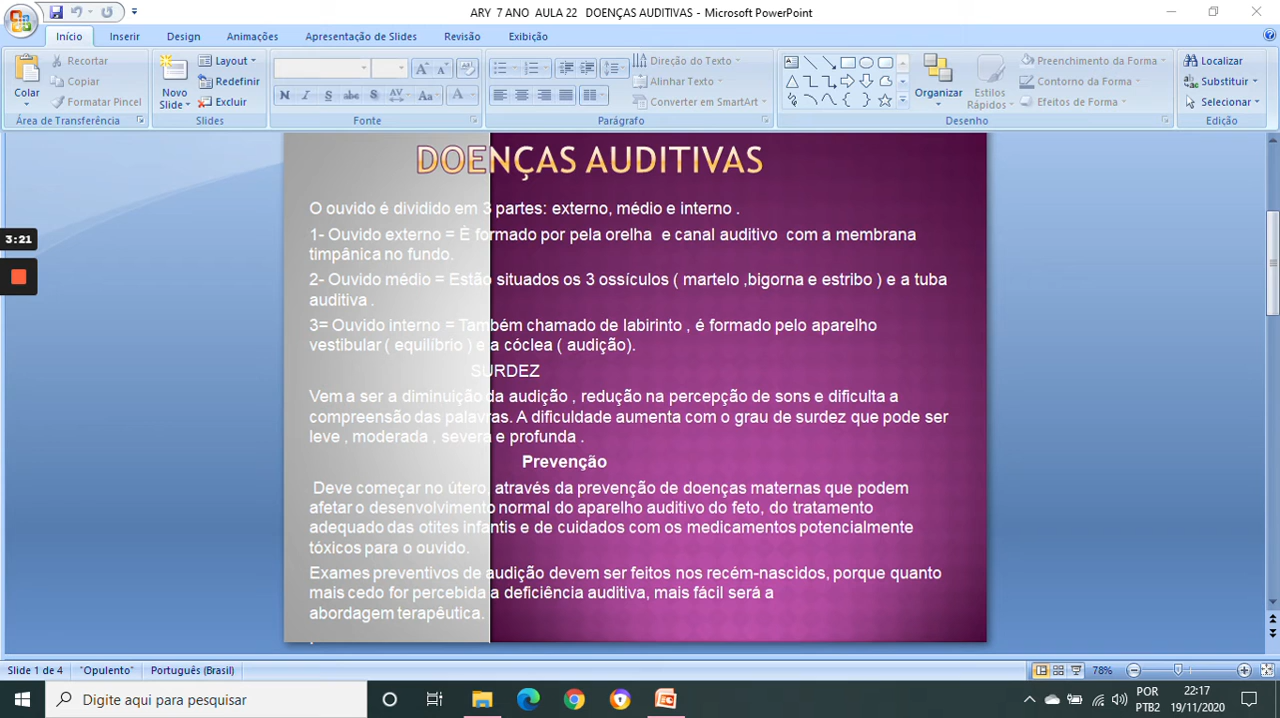 ARY 7 ANO AULA 22 DOENÇAS AUDITIVAS - Microsoft PowerPoint
Início Inserir Design Animações Apresentação de Slides Revisão Exibição
Colar
Recortar
Copiar
Formatar Pincel
Área de Transferência
Novo
Slide
Layout
Redefinir
Excluir
Slides
N I S abc S AV Aa A
Fonte
Direção do Texto
Alinhar Texto
Converter em SmartArt
Parágrafo
Organizar
Estilos
Rápidos
Preenchimento da Forma
Contorno da Forma
Efeitos de Forma
Desenho
Localizar
Substituir
Selecionar
Edição
3:21
DOENÇAS AUDITIVAS
O ouvido é dividido em 3 partes: externo, médio e interno .
1- Ouvido externo = É formado por pela orelha e canal auditivo com a membrana
timpânica no fundo.
2- Ouvido médio = Estão situados os 3 ossículos ( martelo ,bigorna e estribo ) e a tuba
auditiva .
3= Ouvido interno = Também chamado de labirinto , é formado pelo aparelho
vestibular ( equilíbrio ) e a cóclea ( audição).
SURDEZ
Vem a ser a diminuição da audição , redução na percepção de sons e dificulta a
compreensão das palavras. A dificuldade aumenta com o grau de surdez que pode ser
leve , moderada , severa e profunda .
Prevenção
Deve começar no útero, através da prevenção de doenças maternas que podem
afetar o desenvolvimento normal do aparelho auditivo do feto, do tratamento
adequado das otites infantis e de cuidados com os medicamentos potencialmente
tóxicos para o ouvido.
Exames preventivos de audição devem ser feitos nos recém-nascidos, porque quanto
mais cedo for percebida a deficiência auditiva, mais fácil será a
abordagem terapêutica.
.
Slide 1 de 4 "Opulento" Português (Brasil) 78%
Digite aqui para pesquisar
POR
PTB2
22:17
19/11/2020